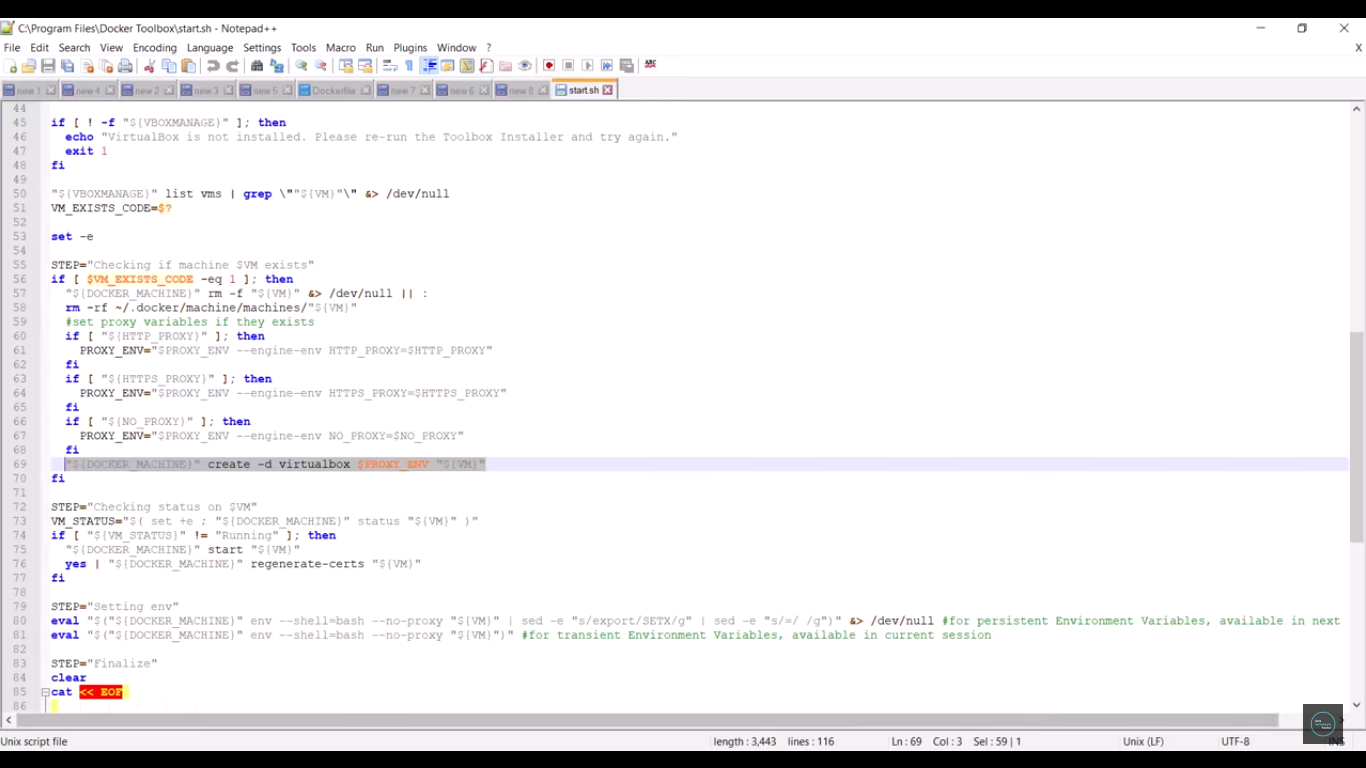 C:\Program Files\Docker Toolbox\start.sh - Notepad++
File Edit Search View Encoding Language Settings Tools Macro Run Plugins Window ? X
new 1 new 4 new 2 new 3 new 5 Dockerfile new 7 new 6 new 8 start.sh
44
45 if [ ! -f "${VBOXMANAGE}" ]; then
46 echo "VirtualBox is not installed. Please re-run the Toolbox Installer and try again."
47 exit 1
48 fi
49
50 "${VBOXMANAGE}" list vms | grep \""${VM}"\" &> /dev/null
51 VM_EXISTS_CODE=$?
52
53 set -e
54
55 STEP="Checking if machine $VM exists"
56 if [ $VM_EXISTS_CODE -eq 1 ]; then
57 "${DOCKER_MACHINE}" rm -f "${VM}" &> /dev/null || :
58 rm -rf ~/.docker/machine/machines/"${VM}"
59 #set proxy variables if they exists
60 if [ "${HTTP_PROXY}" ]; then
61 PROXY_ENV="$PROXY_ENV --engine-env HTTP_PROXY=$HTTP_PROXY"
62 fi
63 if [ "${HTTPS_PROXY}" ]; then
64 PROXY_ENV="$PROXY_ENV --engine-env HTTPS_PROXY=$HTTPS_PROXY"
65 fi
66 if [ "${NO_PROXY}" ]; then
67 PROXY_ENV="$PROXY_ENV --engine-env NO_PROXY=$NO_PROXY"
68 fi
69 "${DOCKER_MACHINE}" create -d virtualbox $PROXY_ENV "${VM}"
70 fi
71
72 STEP="Checking status on $VM"
73 VM_STATUS="$( set +e ; "${DOCKER_MACHINE}" status "${VM}" )"
74 if [ "${VM_STATUS}" != "Running" ]; then
75 "${DOCKER_MACHINE}" start "${VM}"
76 yes | "${DOCKER_MACHINE}" regenerate-certs "${VM}"
77 fi
78
79 STEP="Setting env"
80 eval "$("${DOCKER_MACHINE}" env --shell=bash --no-proxy "${VM}" | sed -e "s/export/SETX/g" | sed -e "s/=/ /g")" &> /dev/null #for persistent Environment Variables, available in next
81 eval "$("${DOCKER_MACHINE}" env --shell=bash --no-proxy "${VM}")" #for transient Environment Variables, available in current session
82
83 STEP="Finalize"
84 clear
85 cat << EOF
86
Unix script file length : 3,443 lines : 116 Ln : 69 Col : 3 Sel : 59 | 1 Unix (LF) UTF-8 INS